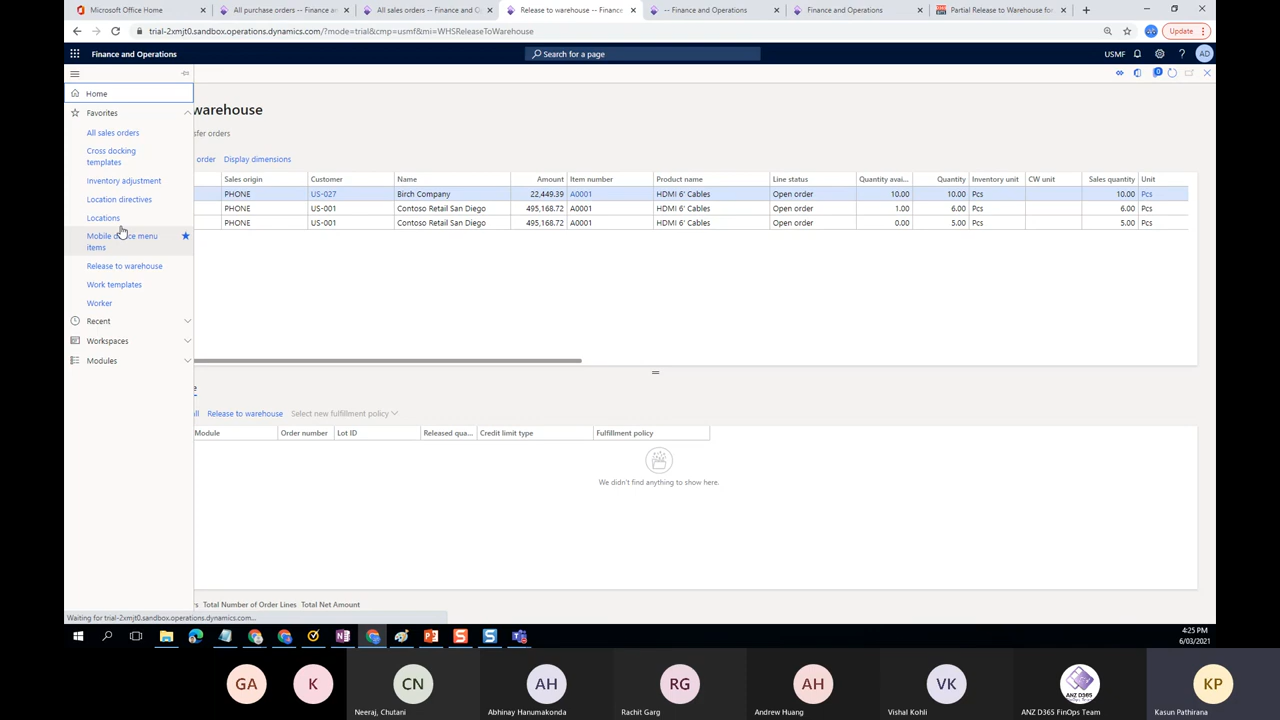 Microsoft Office Home
All purchase orders -- Finance an
All sales orders -- Finance and O
Release to warehouse -- Finance
-- Finance and Operations
Finance and Operations
Partial Release to Warehouse for
trial-2xmjt0.sandbox.operations.dynamics.com/?mode=trial&cmp=usmf&mi=WHSReleaseToWarehouse
Update
Finance and Operations
Search for a page
USMF
AD
Home
Favorites
All sales orders
Cross docking
templates
Inventory adjustment
Location directives
Locations
Mobile device menu
items
Release to warehouse
Work templates
Worker
Recent
Workspaces
Modules
warehouse
sfer orders
order
Display dimensions
Sales origin Customer Name Amount Item number Product name Line status Quantity avai... Quantity Inventory unit CW unit Sales quantity Unit
PHONE US-027 Birch Company 22,449.39 A0001 HDMI 6' Cables Open order 10.00 10.00 Pcs 10.00 Pcs
PHONE US-001 Contoso Retail San Diego 495,168.72 A0001 HDMI 6' Cables Open order 1.00 6.00 Pcs 6.00 Pcs
PHONE US-001 Contoso Retail San Diego 495,168.72 A0001 HDMI 6' Cables Open order 0.00 5.00 Pcs 5.00 Pcs
Release to warehouse Select new fulfillment policy
Module Order number Lot ID Released qua... Credit limit type Fulfillment policy
We didn't find anything to show here.
Total Number of Order Lines Total Net Amount
Waiting for trial-2xmjt0.sandbox.operations.dynamics.com...
4:25 PM
6/03/2021
GA
K
CN
AH
RG
AH
VK
ANZ D365
KP
Neeraj, Chutani
Abhinay Hanumakonda
Rachit Garg
Andrew Huang
Vishal Kohli
ANZ D365 FinOps Team
Kasun Pathirana